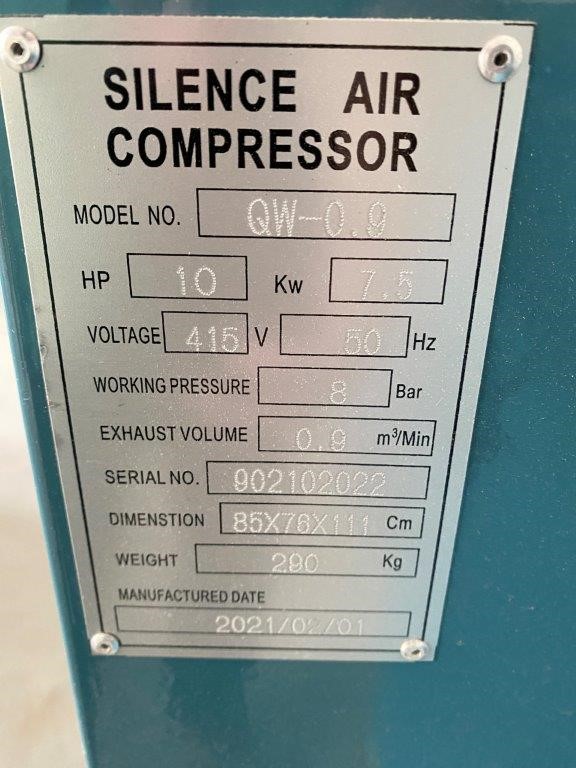 SILENCE AIR
COMPRESSOR
MODEL NO. QW-0.9
HP 10 Kw 7.5
VOLTAGE 415 V 50 Hz
WORKING PRESSURE 8 Bar
EXHAUST VOLUME 0.9 m³/Min
SERIAL NO. 902102022
DIMENSTION 85X76X111 Cm
WEIGHT 290 Kg
MANUFACTURED DATE
2021/02/01